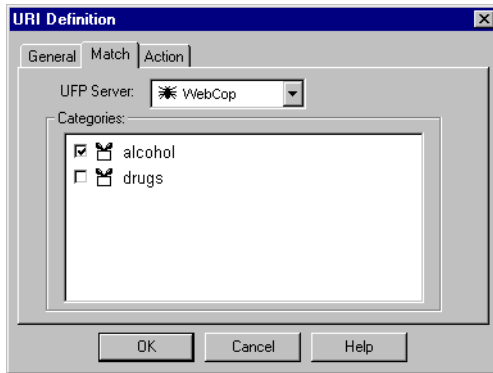 URI Definition
General Match Action
UFP Server: WebCop
Categories:
alcohol
drugs
OK Cancel Help